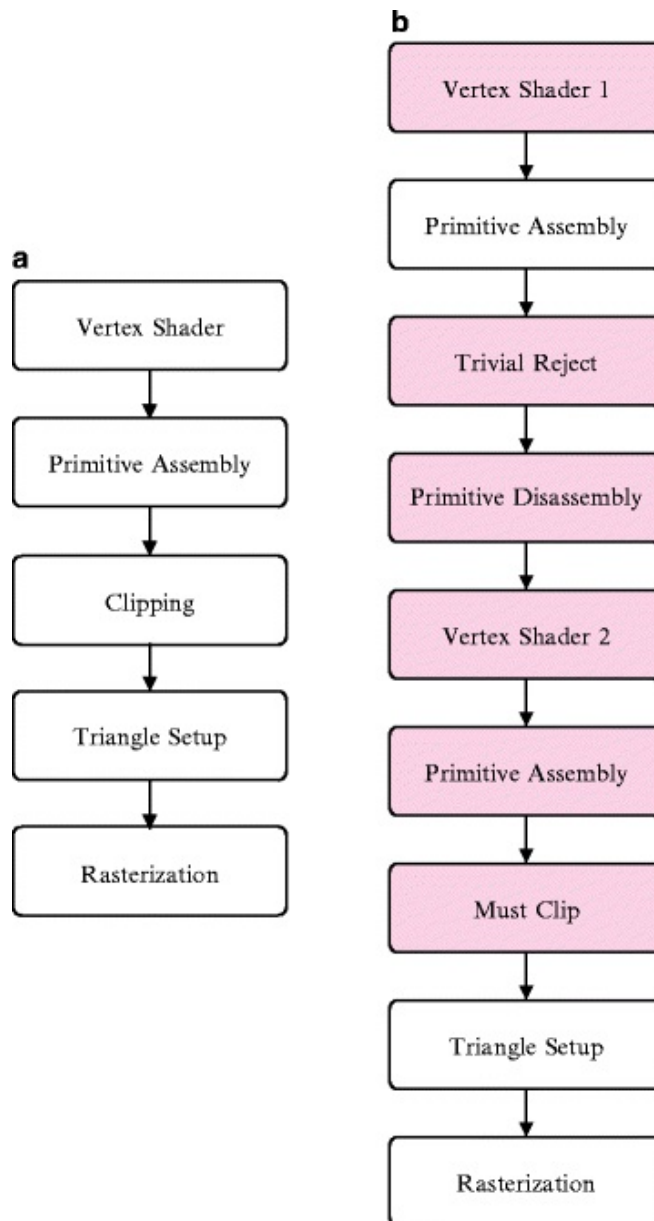 a
Vertex Shader
Primitive Assembly
Clipping
Triangle Setup
Rasterization
b
Vertex Shader 1
Primitive Assembly
Trivial Reject
Primitive Disassembly
Vertex Shader 2
Primitive Assembly
Must Clip
Triangle Setup
Rasterization